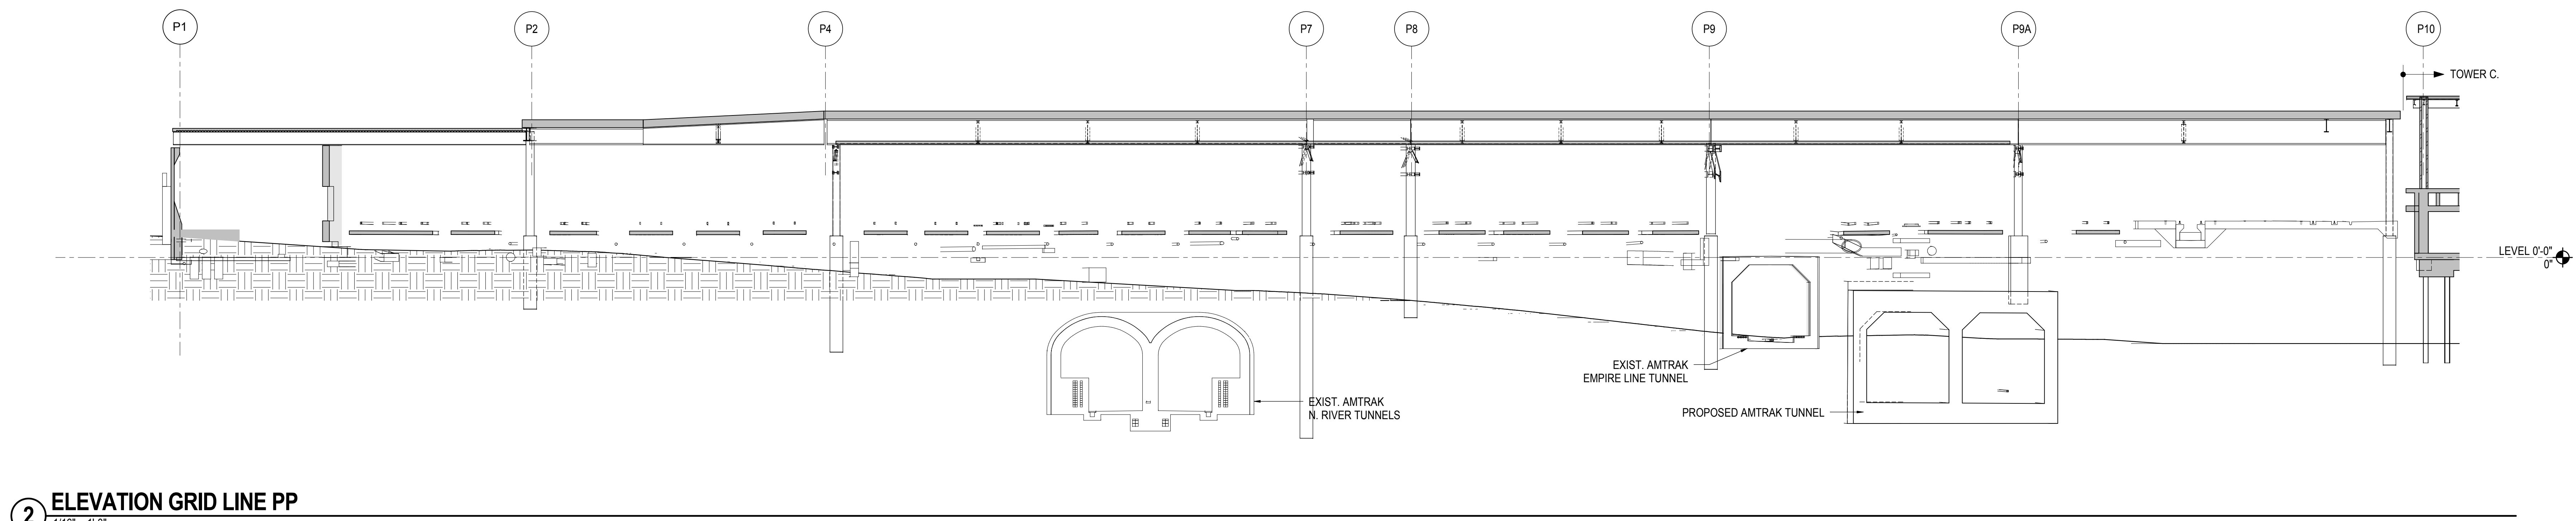 P1
P2
P4
P7
P8
P9
P9A
P10
TOWER C.
LEVEL 0'-0"
0"
EXIST. AMTRAK
EMPIRE LINE TUNNEL
EXIST. AMTRAK
N. RIVER TUNNELS
PROPOSED AMTRAK TUNNEL
2
ELEVATION GRID LINE PP